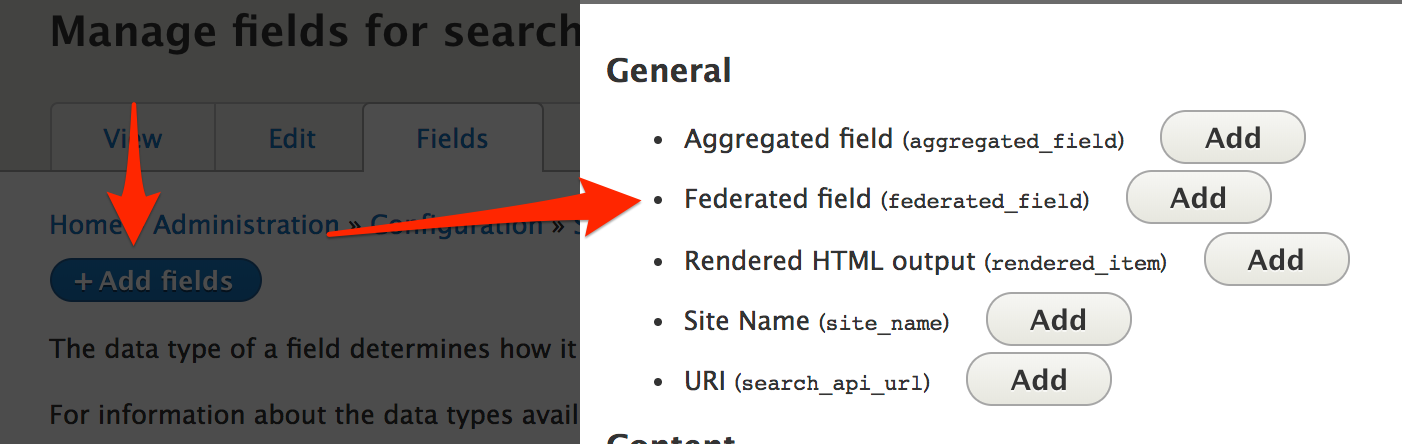 Manage fields for search
View Edit Fields
Home » Administration » Configuration »
+ Add fields
The data type of a field determines how it
For information about the data types avail
General
• Aggregated field (aggregated_field) Add
• Federated field (federated_field) Add
• Rendered HTML output (rendered_item) Add
• Site Name (site_name) Add
• URI (search_api_url) Add
Content